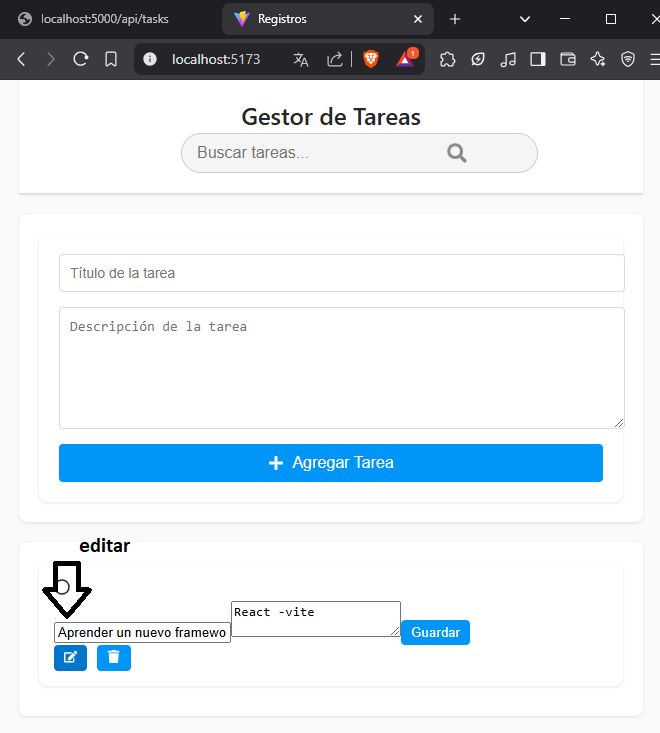 localhost:5000/api/tasks
Registros
localhost:5173
1
Gestor de Tareas
Buscar tareas...
Título de la tarea
Descripción de la tarea
Agregar Tarea
editar
React -vite
Aprender un nuevo framewo
Guardar